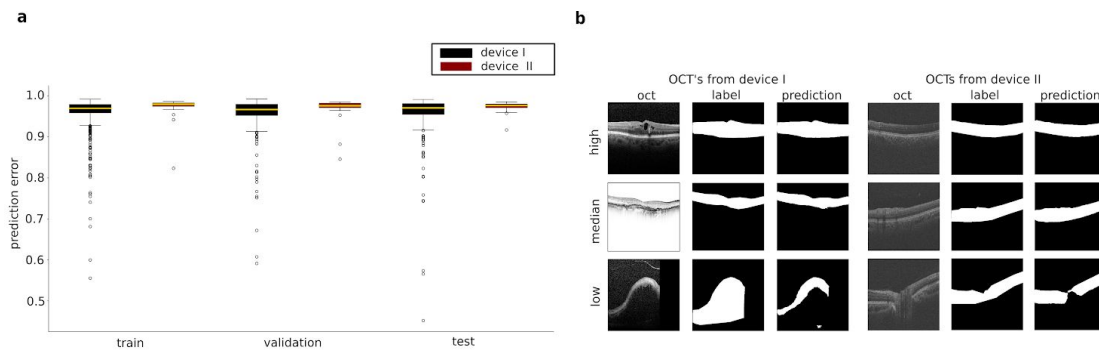 a
device I
device II
1.0
0.9
0.8
0.7
0.6
0.5
prediction error
train validation test
b
OCT's from device I OCTs from device II
oct label prediction oct label prediction
high
median
low